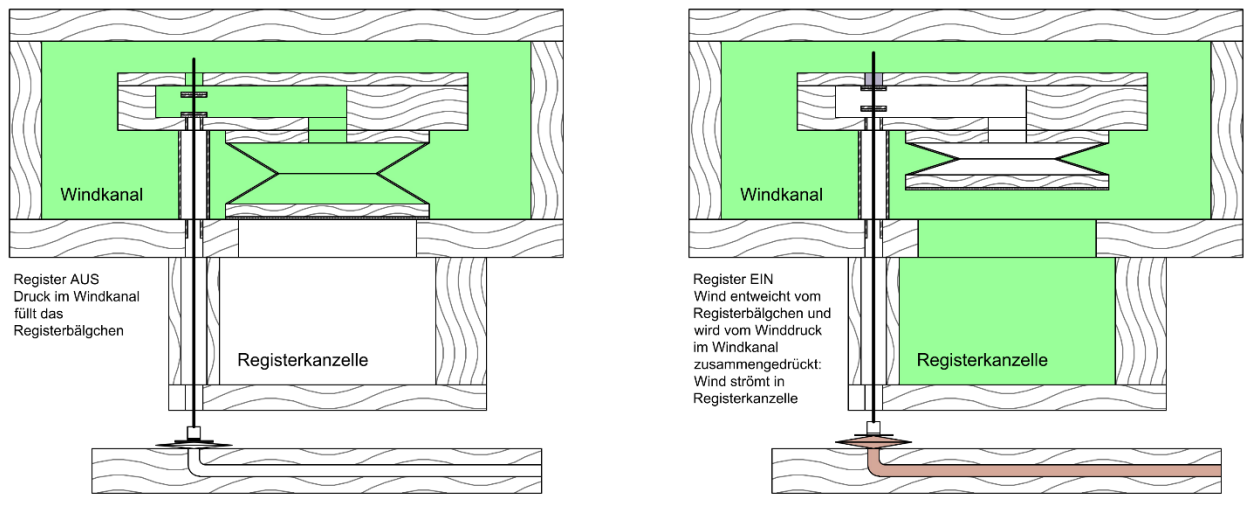 Windkanal
Register AUS
Druck im Windkanal
füllt das
Registerbälgchen
Registerkanzelle
Windkanal
Register EIN
Wind entweicht vom
Registerbälgchen und
wird vom Winddruck
im Windkanal
zusammengedrückt:
Wind strömt in
Registerkanzelle
Registerkanzelle